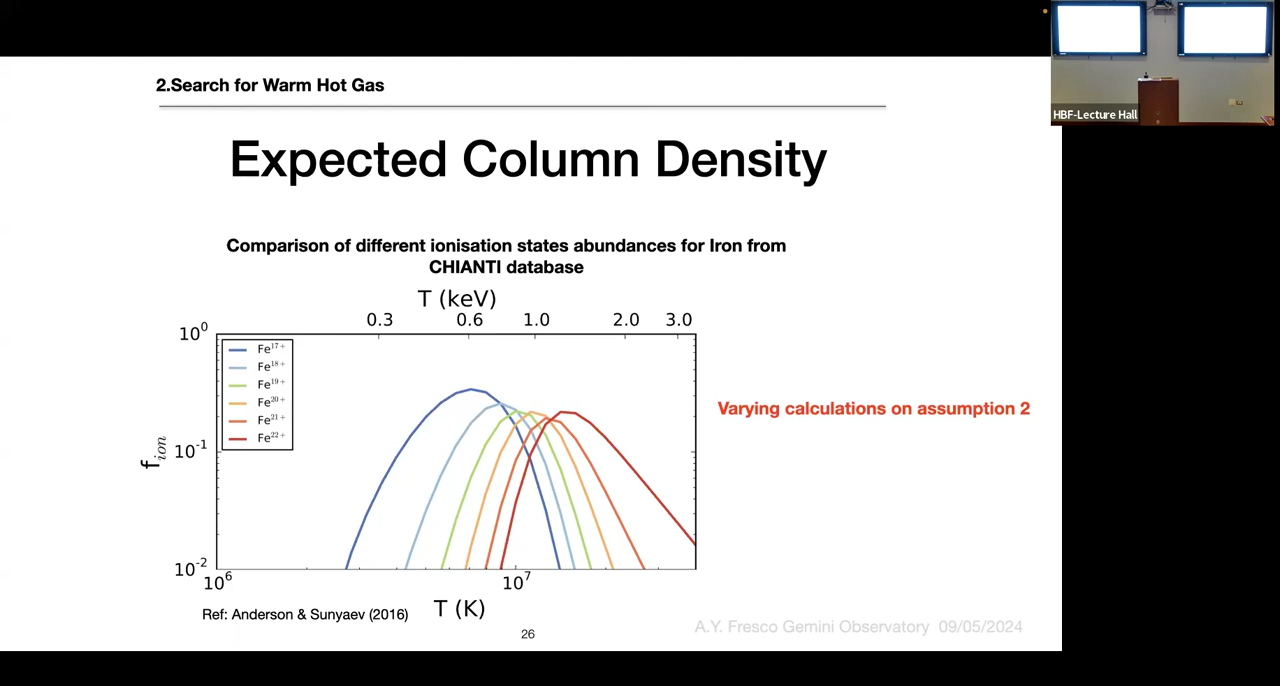 HBF-Lecture Hall
2.Search for Warm Hot Gas
Expected Column Density
Comparison of different ionisation states abundances for Iron from
CHIANTI database
T (keV)
0.3 0.6 1.0 2.0 3.0
10⁰
Fe¹⁷⁺
Fe¹⁸⁺
Fe¹⁹⁺
Fe²⁰⁺
Fe²¹⁺
Fe²²⁺
Varying calculations on assumption 2
fᵢₒₙ
10⁻¹
10⁻²
10⁶ 10⁷
T (K)
Ref: Anderson & Sunyaev (2016)
26
A.Y. Fresco Gemini Observatory 09/05/2024